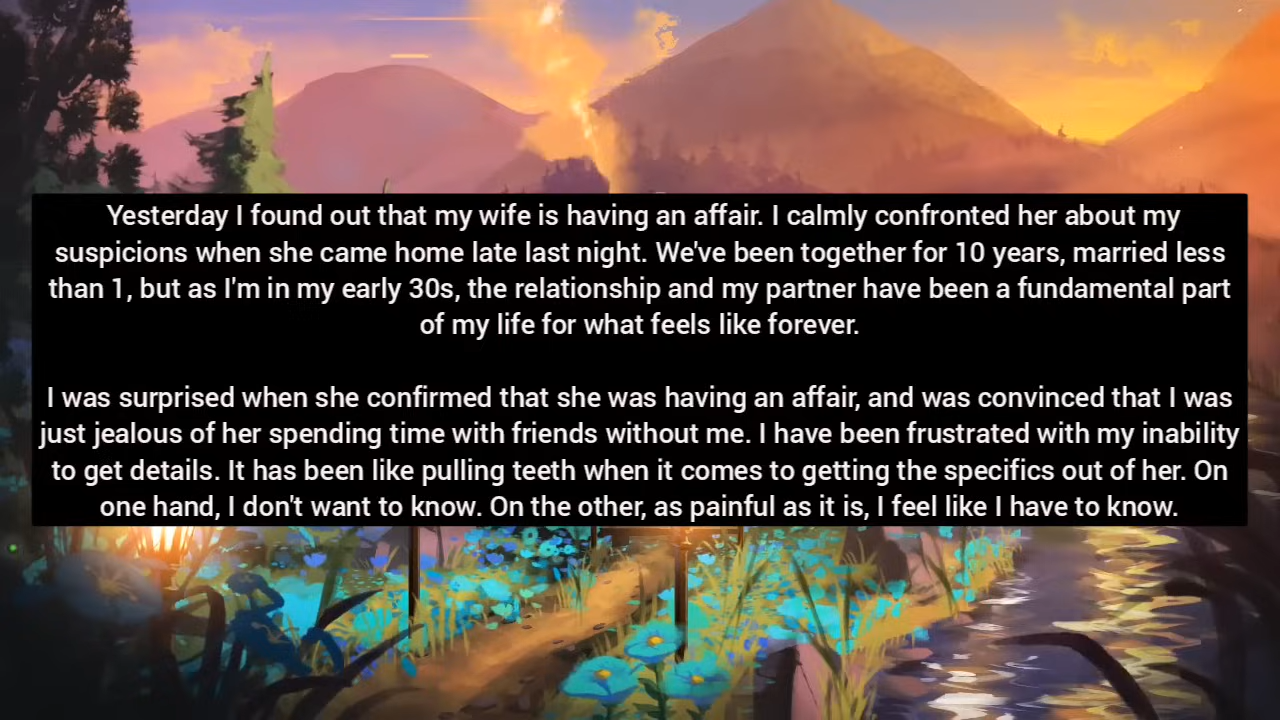 Yesterday I found out that my wife is having an affair. I calmly confronted her about my
suspicions when she came home late last night. We've been together for 10 years, married less
than 1, but as I'm in my early 30s, the relationship and my partner have been a fundamental part
of my life for what feels like forever.
I was surprised when she confirmed that she was having an affair, and was convinced that I was
just jealous of her spending time with friends without me. I have been frustrated with my inability
to get details. It has been like pulling teeth when it comes to getting the specifics out of her. On
one hand, I don't want to know. On the other, as painful as it is, I feel like I have to know.